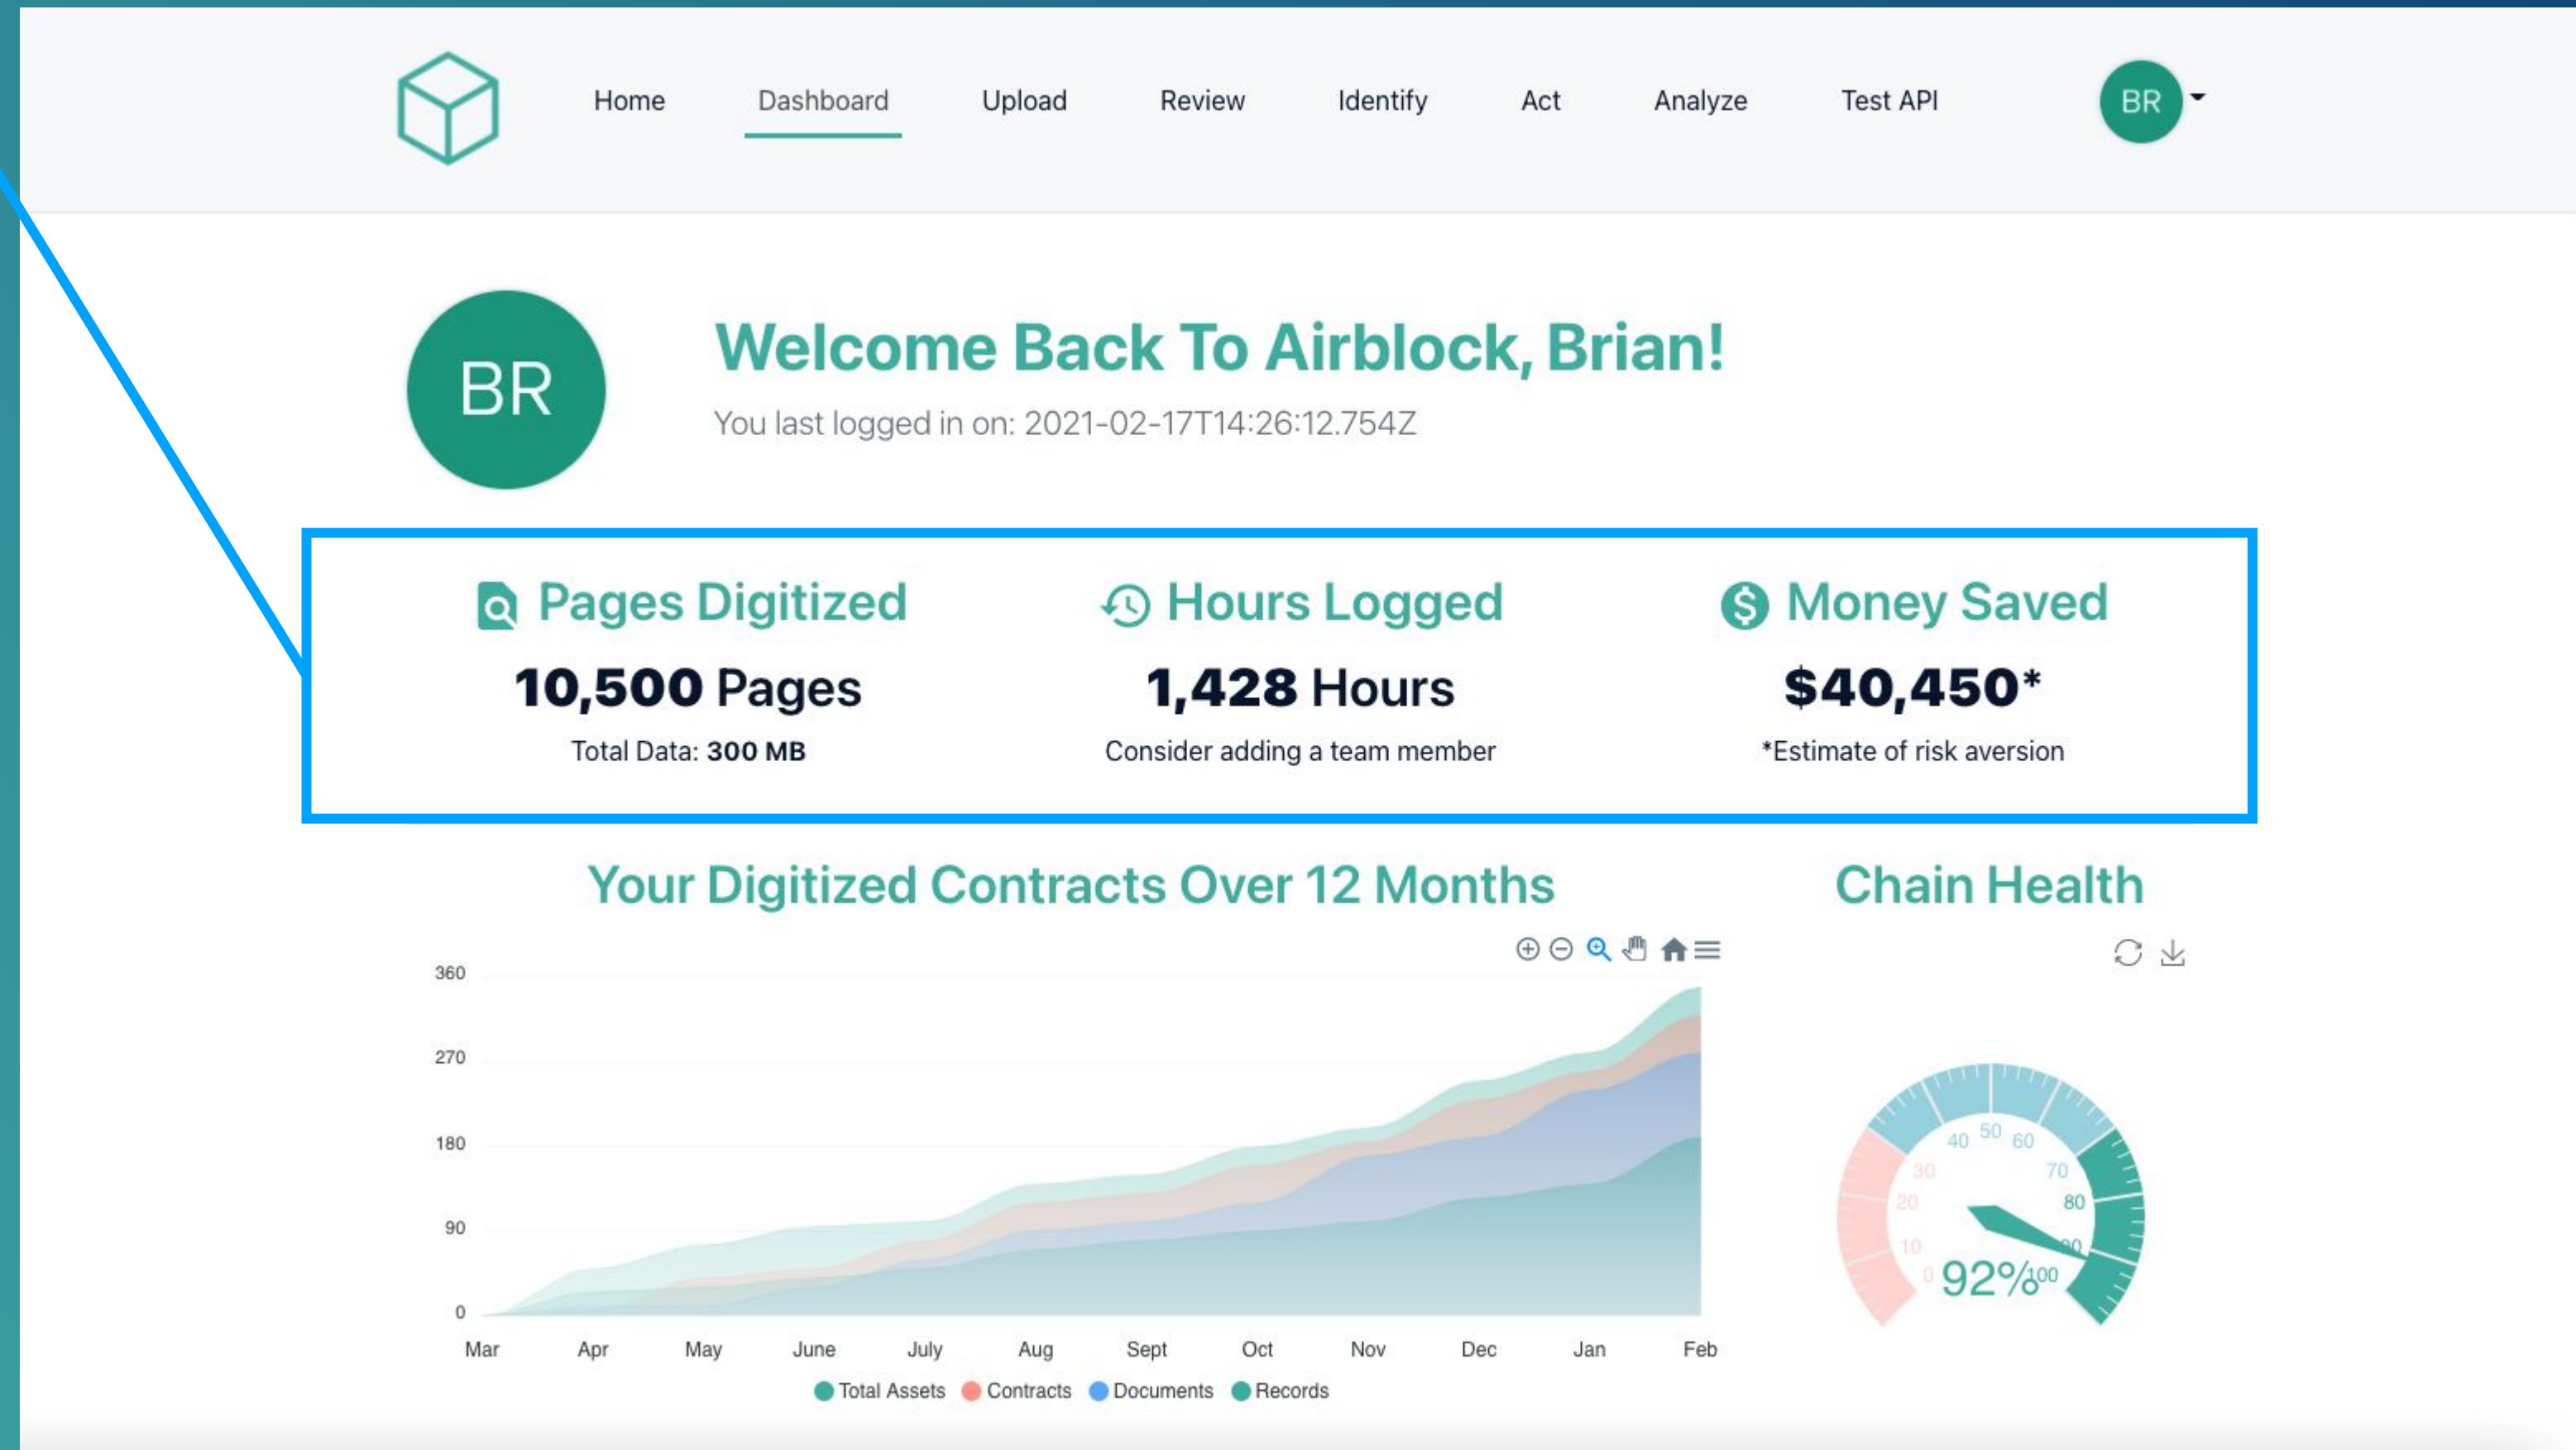 Home Dashboard Upload Review Identify Act Analyze Test API BR
BR
Welcome Back To Airblock, Brian!
You last logged in on: 2021-02-17T14:26:12.754Z
Pages Digitized
10,500 Pages
Total Data: 300 MB
Hours Logged
1,428 Hours
Consider adding a team member
$ Money Saved
$40,450*
*Estimate of risk aversion
Your Digitized Contracts Over 12 Months
360
270
180
90
0
Mar Apr May June July Aug Sept Oct Nov Dec Jan Feb
Total Assets Contracts Documents Records
Chain Health
0 10 20 30 40 50 60 70 80 90 100
92%